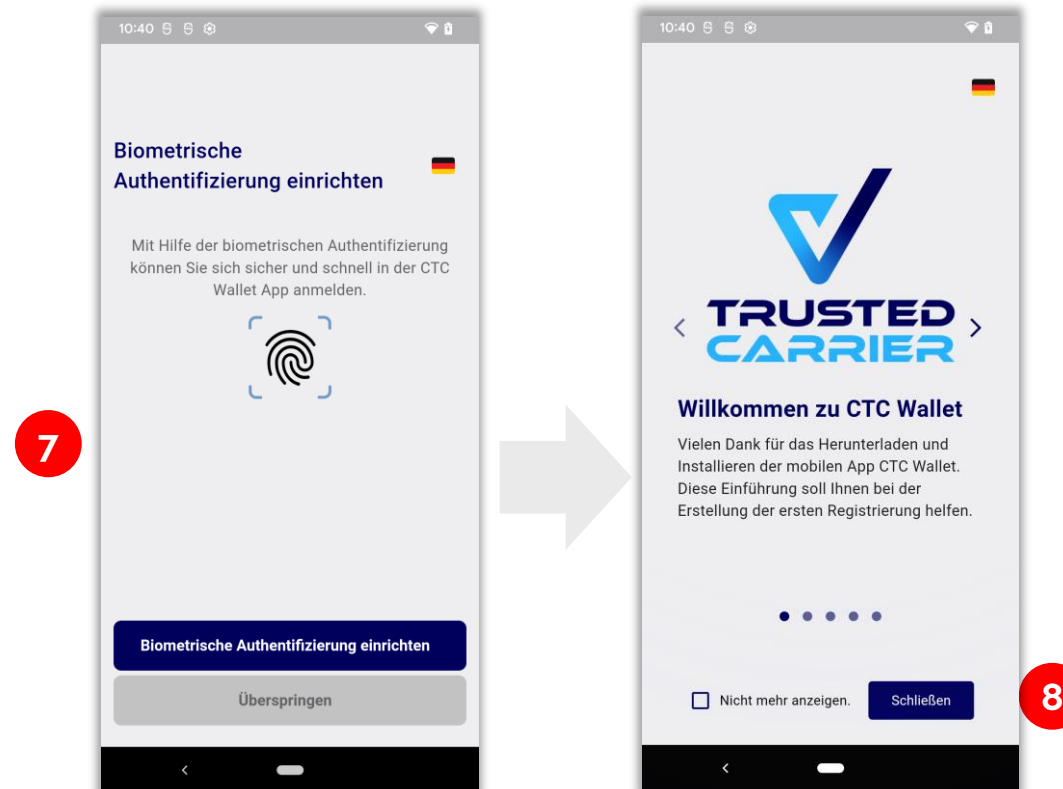 10:40
Biometrische
Authentifizierung einrichten
Mit Hilfe der biometrischen Authentifizierung
können Sie sich sicher und schnell in der CTC
Wallet App anmelden.
7
Biometrische Authentifizierung einrichten
Überspringen
10:40
TRUSTED
CARRIER
Willkommen zu CTC Wallet
Vielen Dank für das Herunterladen und
Installieren der mobilen App CTC Wallet.
Diese Einführung soll Ihnen bei der
Erstellung der ersten Registrierung helfen.
Nicht mehr anzeigen.
Schließen
8